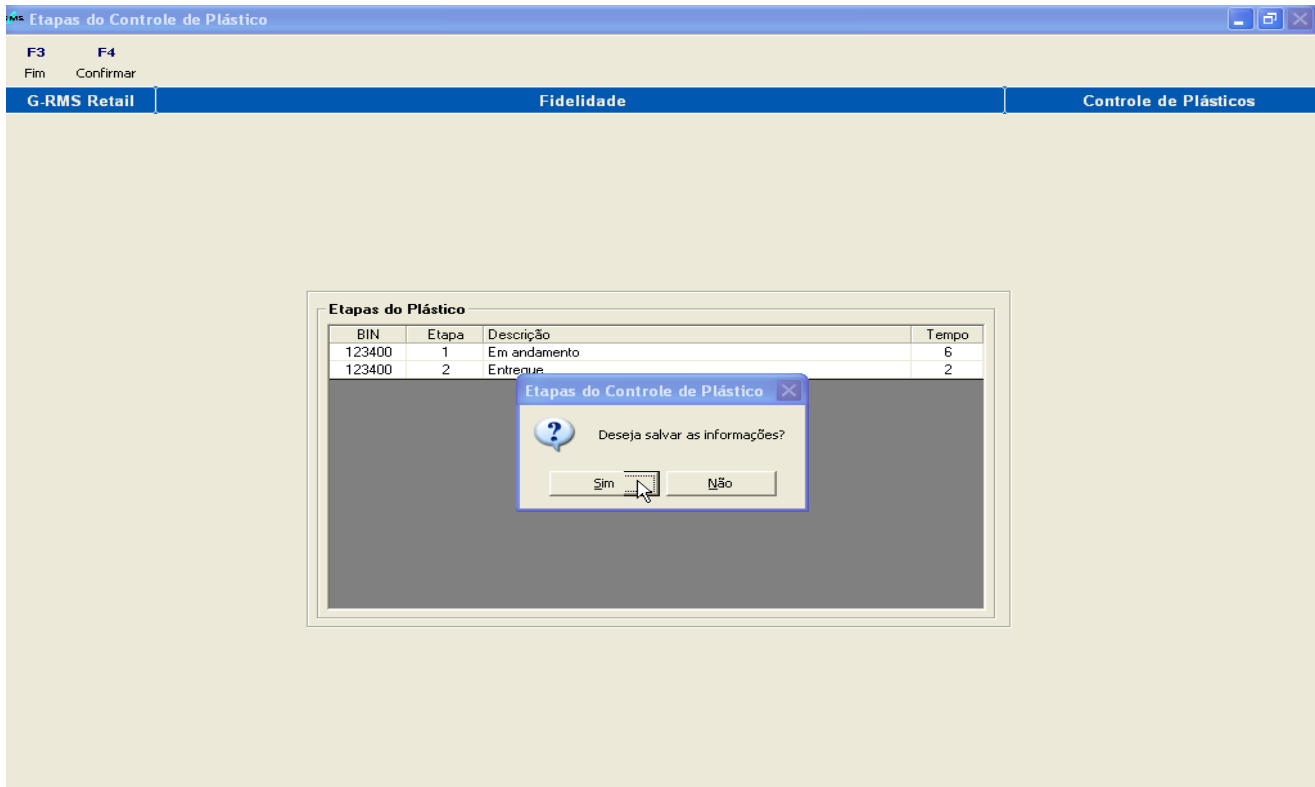 RMS Etapas do Controle de Plástico
F3 F4
Fim Confirmar
G-RMS Retail Fidelidade Controle de Plásticos
Etapas do Plástico
BIN Etapa Descrição Tempo
123400 1 Em andamento 6
123400 2 Entregue 2
Etapas do Controle de Plástico
Deseja salvar as informações?
Sim Não